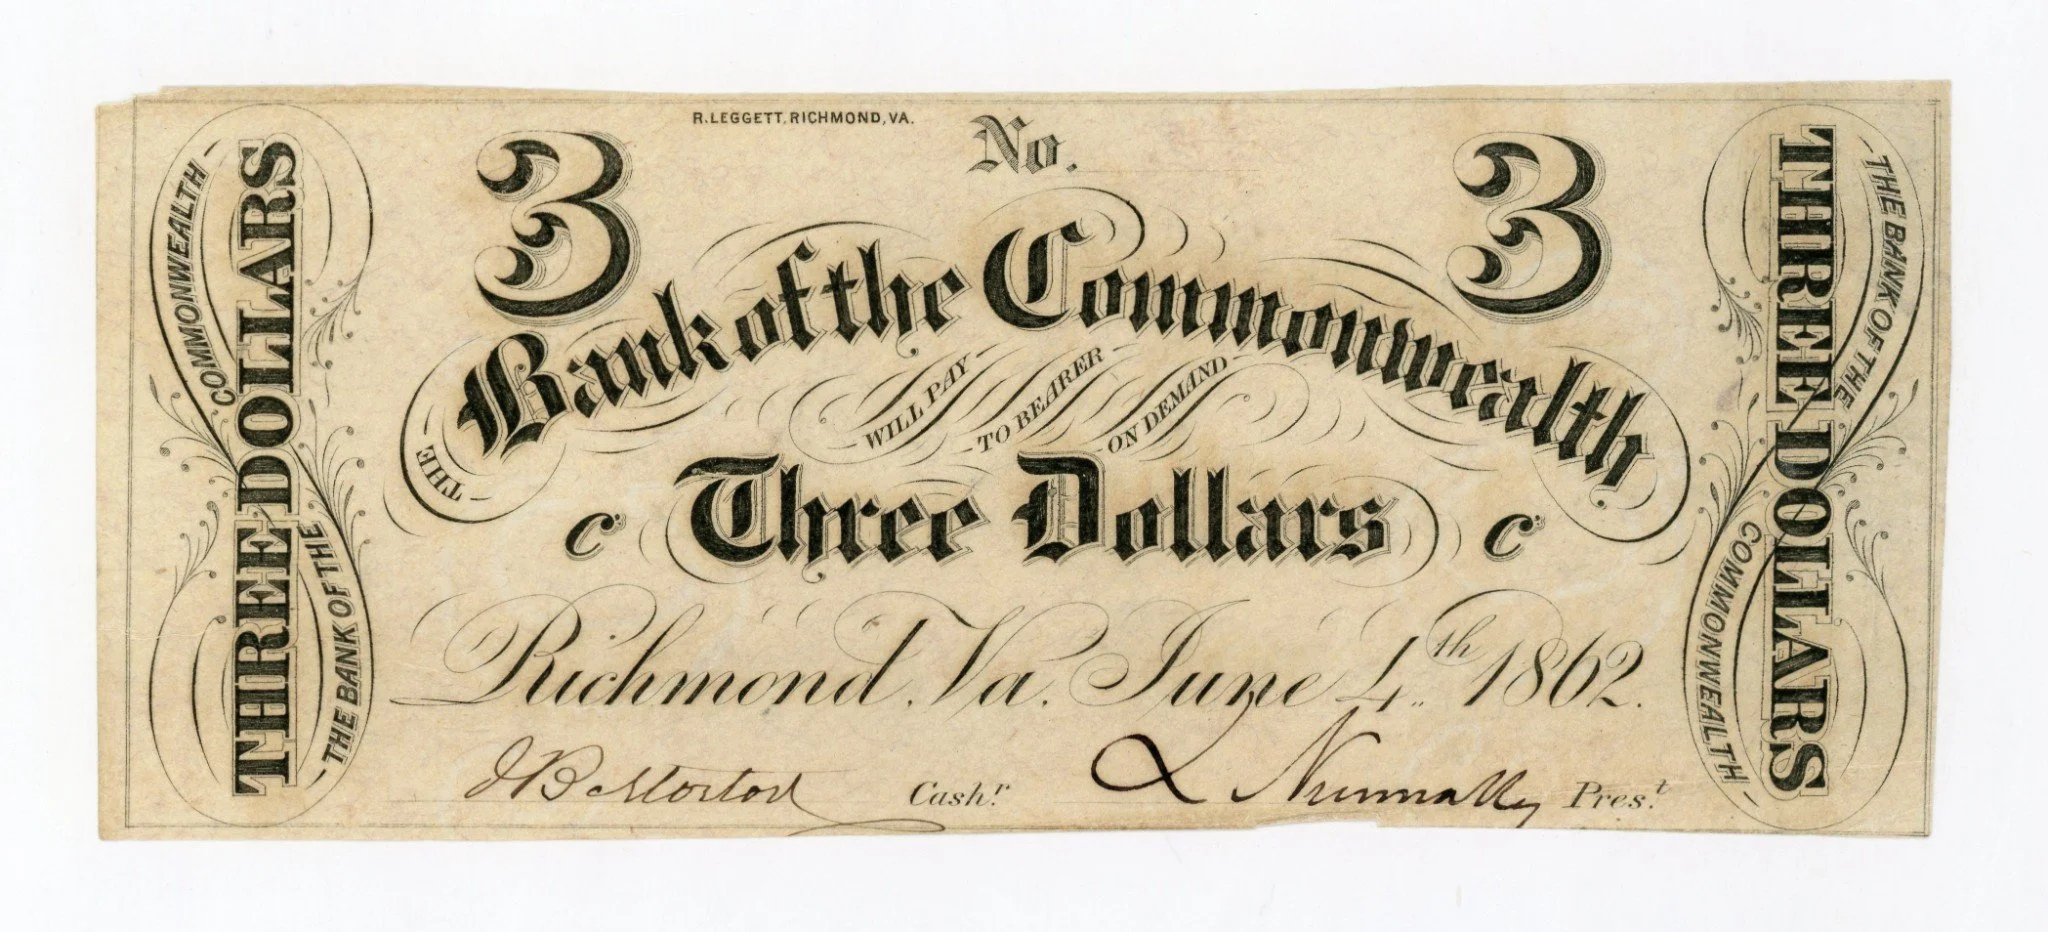 R. LEGGETT, RICHMOND, VA.
No.
3
3
THE Bank of the Commonwealth
WILL PAY TO BEARER ON DEMAND
C Three Dollars C
Richmond, Va. June 4th 1862.
J B Morton Cash.r
L Nunnally Pres.t
THREE DOLLARS
COMMONWEALTH
THE BANK OF THE
THREE DOLLARS
THE BANK OF THE
COMMONWEALTH